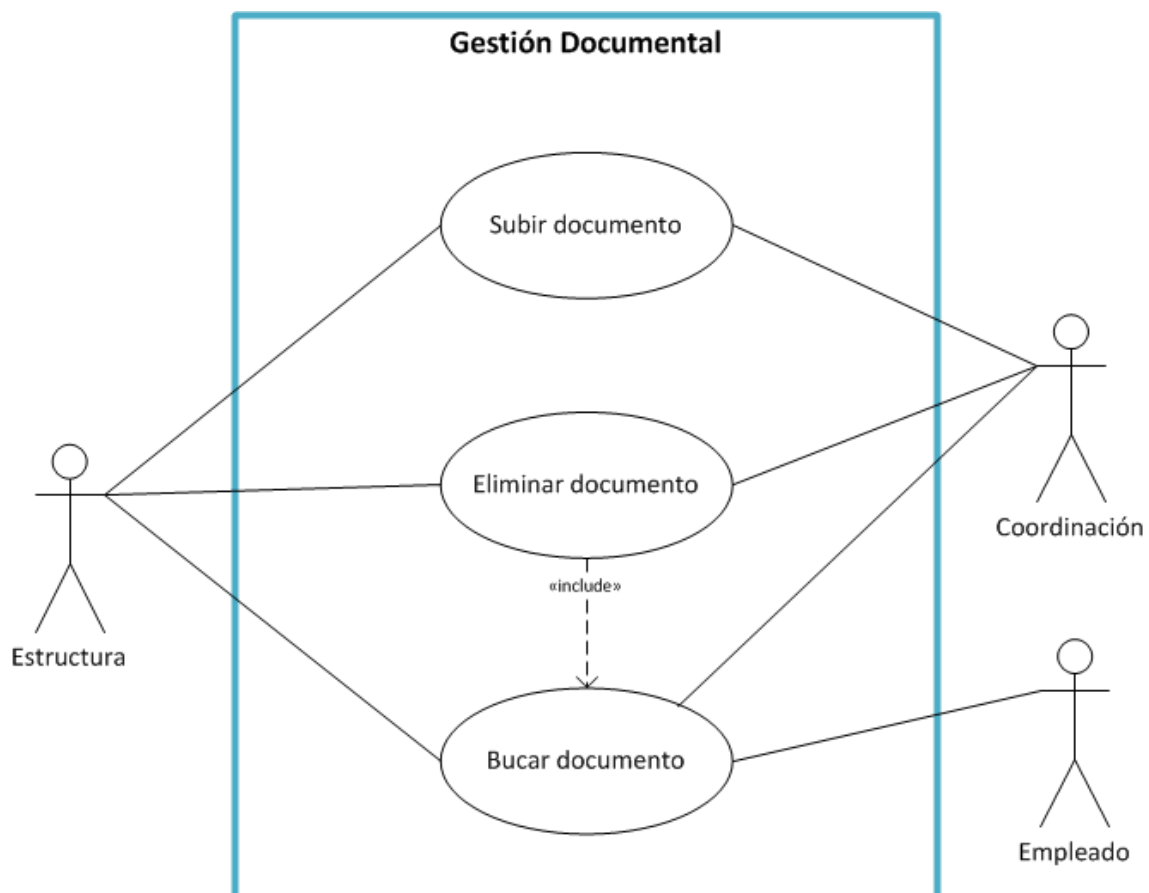 Gestión Documental
Subir documento
Eliminar documento
Coordinación
«include»
Estructura
Bucar documento
Empleado